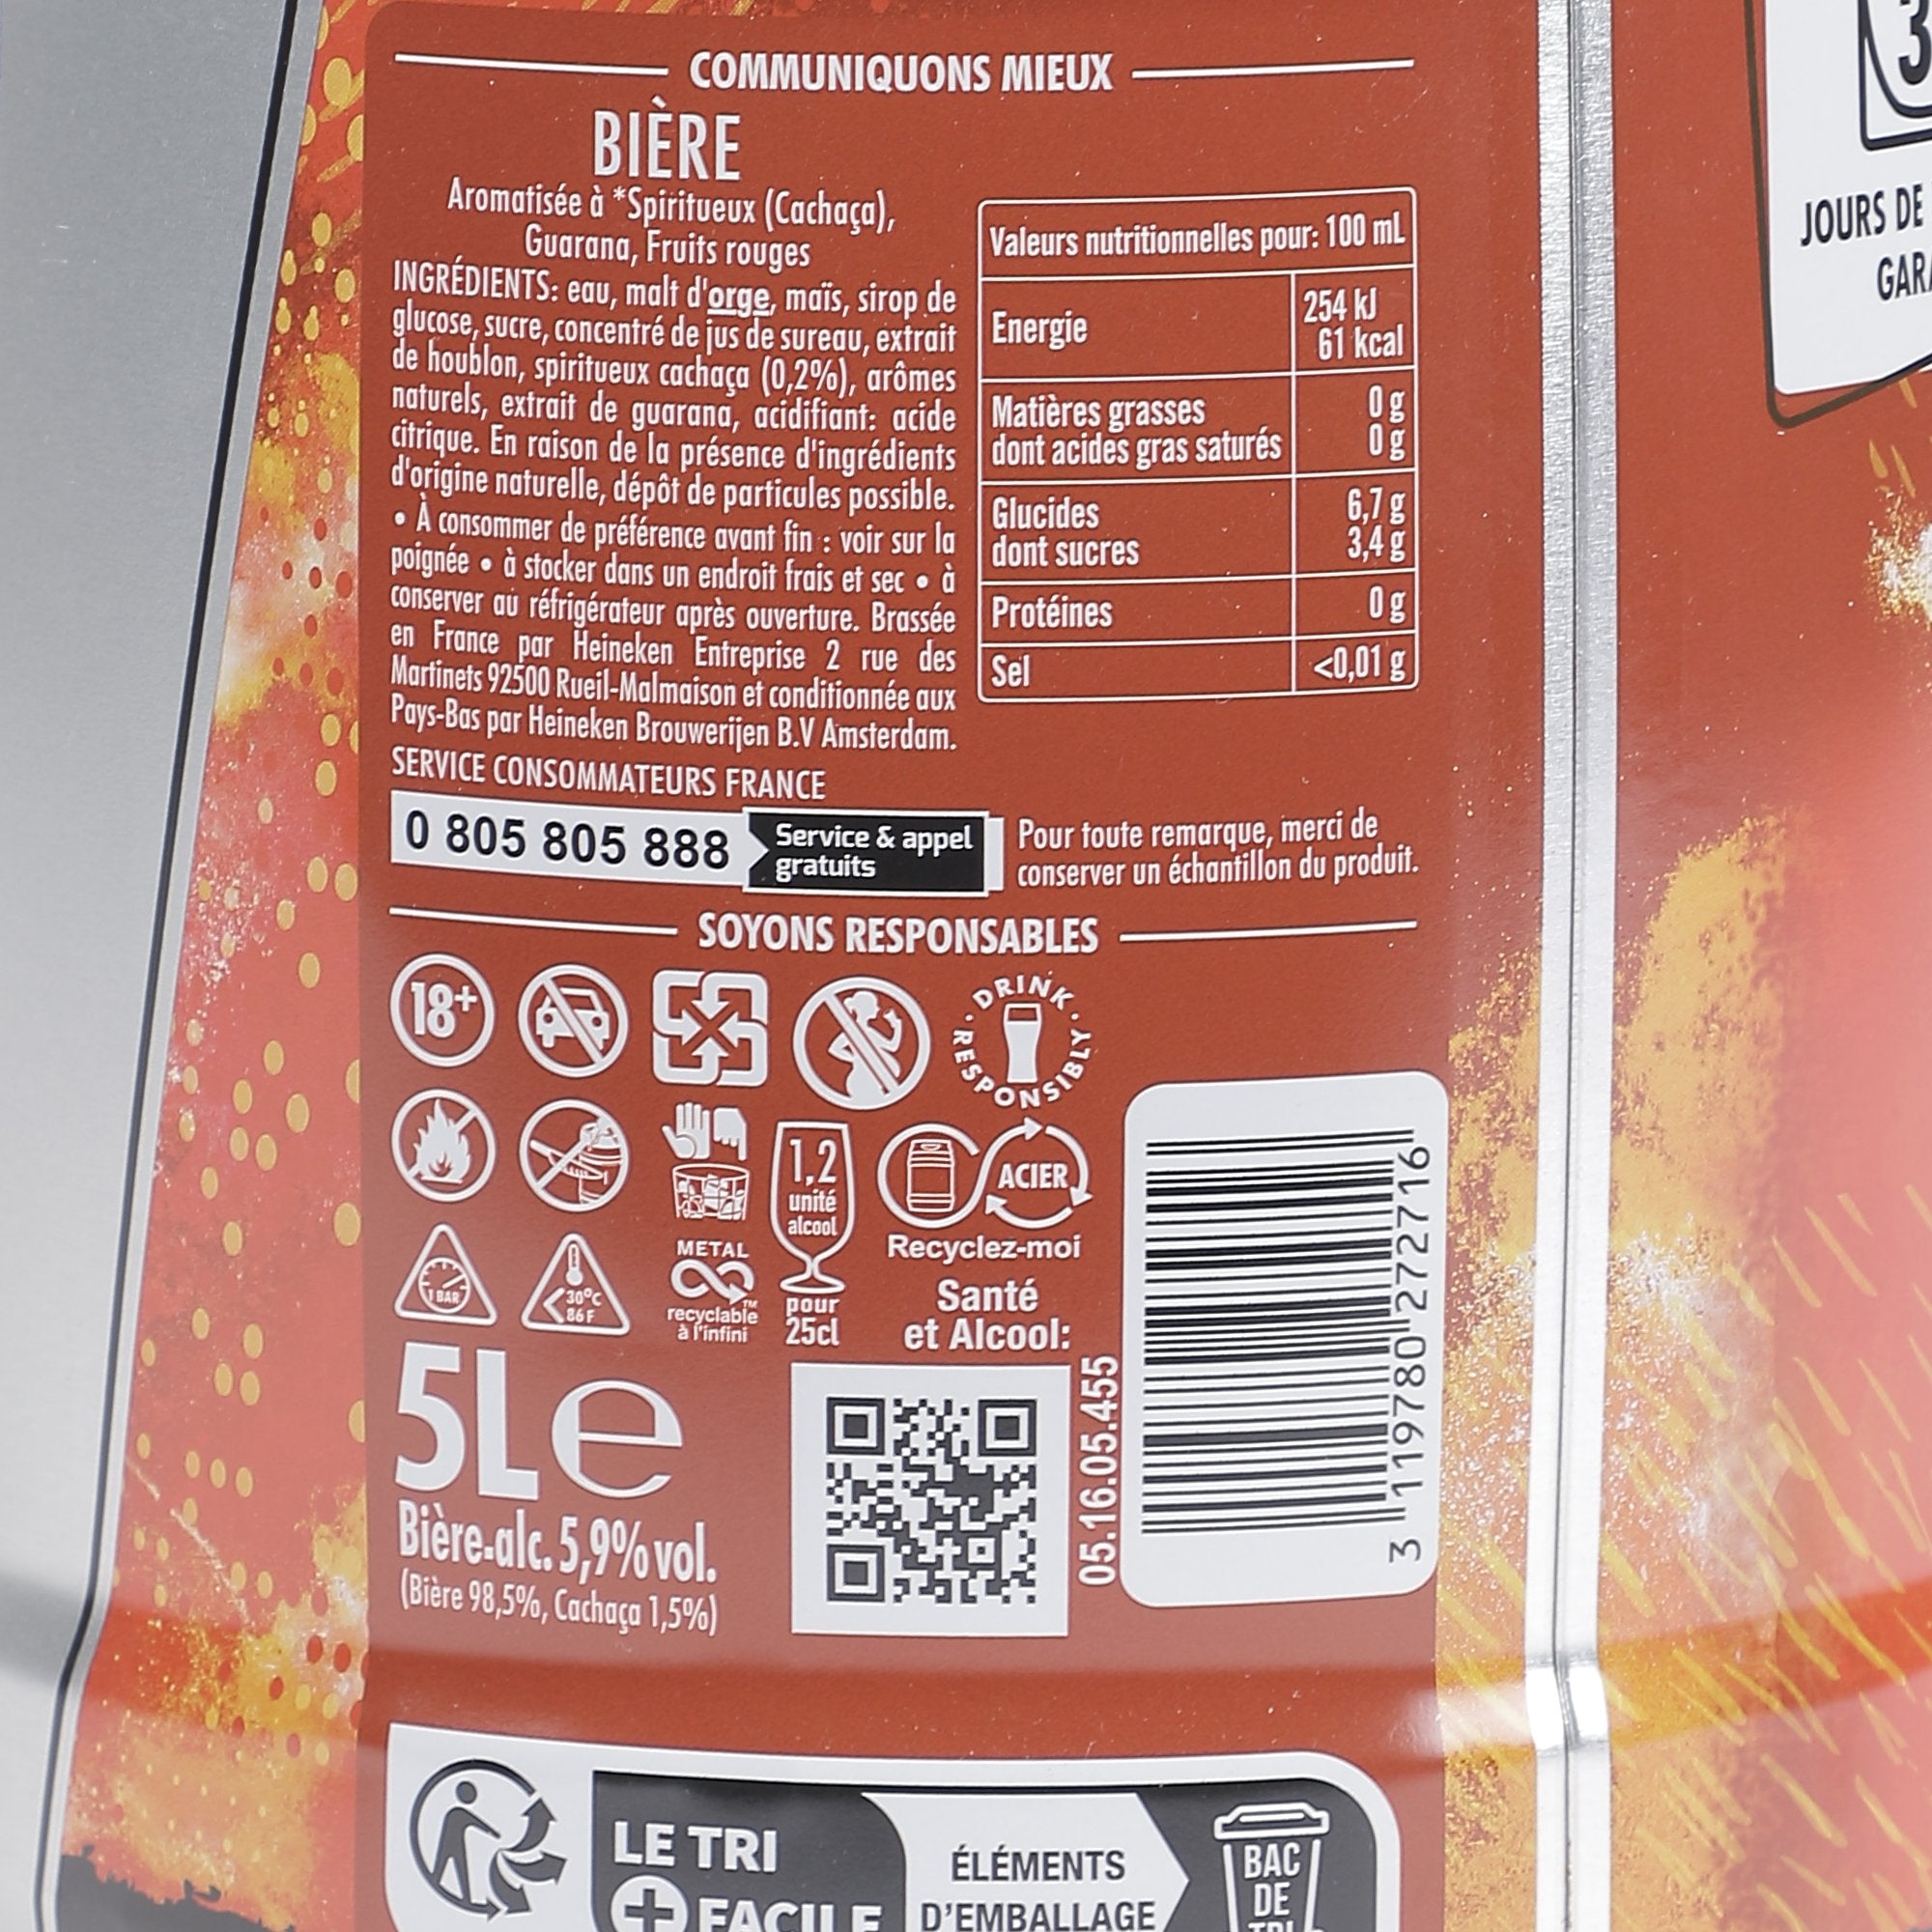 COMMUNIQUONS MIEUX
BIÈRE
Aromatisée à *Spiritueux (Cachaça),
Guarana, Fruits rouges
INGRÉDIENTS: eau, malt d'orge, maïs, sirop de
glucose, sucre, concentré de jus de sureau, extrait
de houblon, spiritueux cachaça (0,2%), arômes
naturels, extrait de guarana, acidifiant: acide
citrique. En raison de la présence d'ingrédients
d'origine naturelle, dépôt de particules possible.
• À consommer de préférence avant fin : voir sur la
poignée • à stocker dans un endroit frais et sec • à
conserver au réfrigérateur après ouverture. Brassée
en France par Heineken Entreprise 2 rue des
Martinets 92500 Rueil-Malmaison et conditionnée aux
Pays-Bas par Heineken Brouwerijen B.V Amsterdam.
Valeurs nutritionnelles pour: 100 mL
Energie 254 kJ
61 kcal
Matières grasses 0 g
dont acides gras saturés 0 g
Glucides 6,7 g
dont sucres 3,4 g
Protéines 0 g
Sel <0,01 g
SERVICE CONSOMMATEURS FRANCE
0 805 805 888
Service & appel
gratuits
Pour toute remarque, merci de
conserver un échantillon du produit.
SOYONS RESPONSABLES
18+
DRINK RESPONSIBLY
1,2
unité
alcool
pour
25cl
ACIER
Recyclez-moi
1 BAR
<30°C
86 F
METAL
recyclable™
à l'infini
Santé
et Alcool:
5L e
Bière-alc. 5,9% vol.
(Bière 98,5%, Cachaça 1,5%)
05.16.05.455
3 119780 272716
LE TRI
+ FACILE
ÉLÉMENTS
D'EMBALLAGE
BAC
DE
TRI
3
JOURS DE